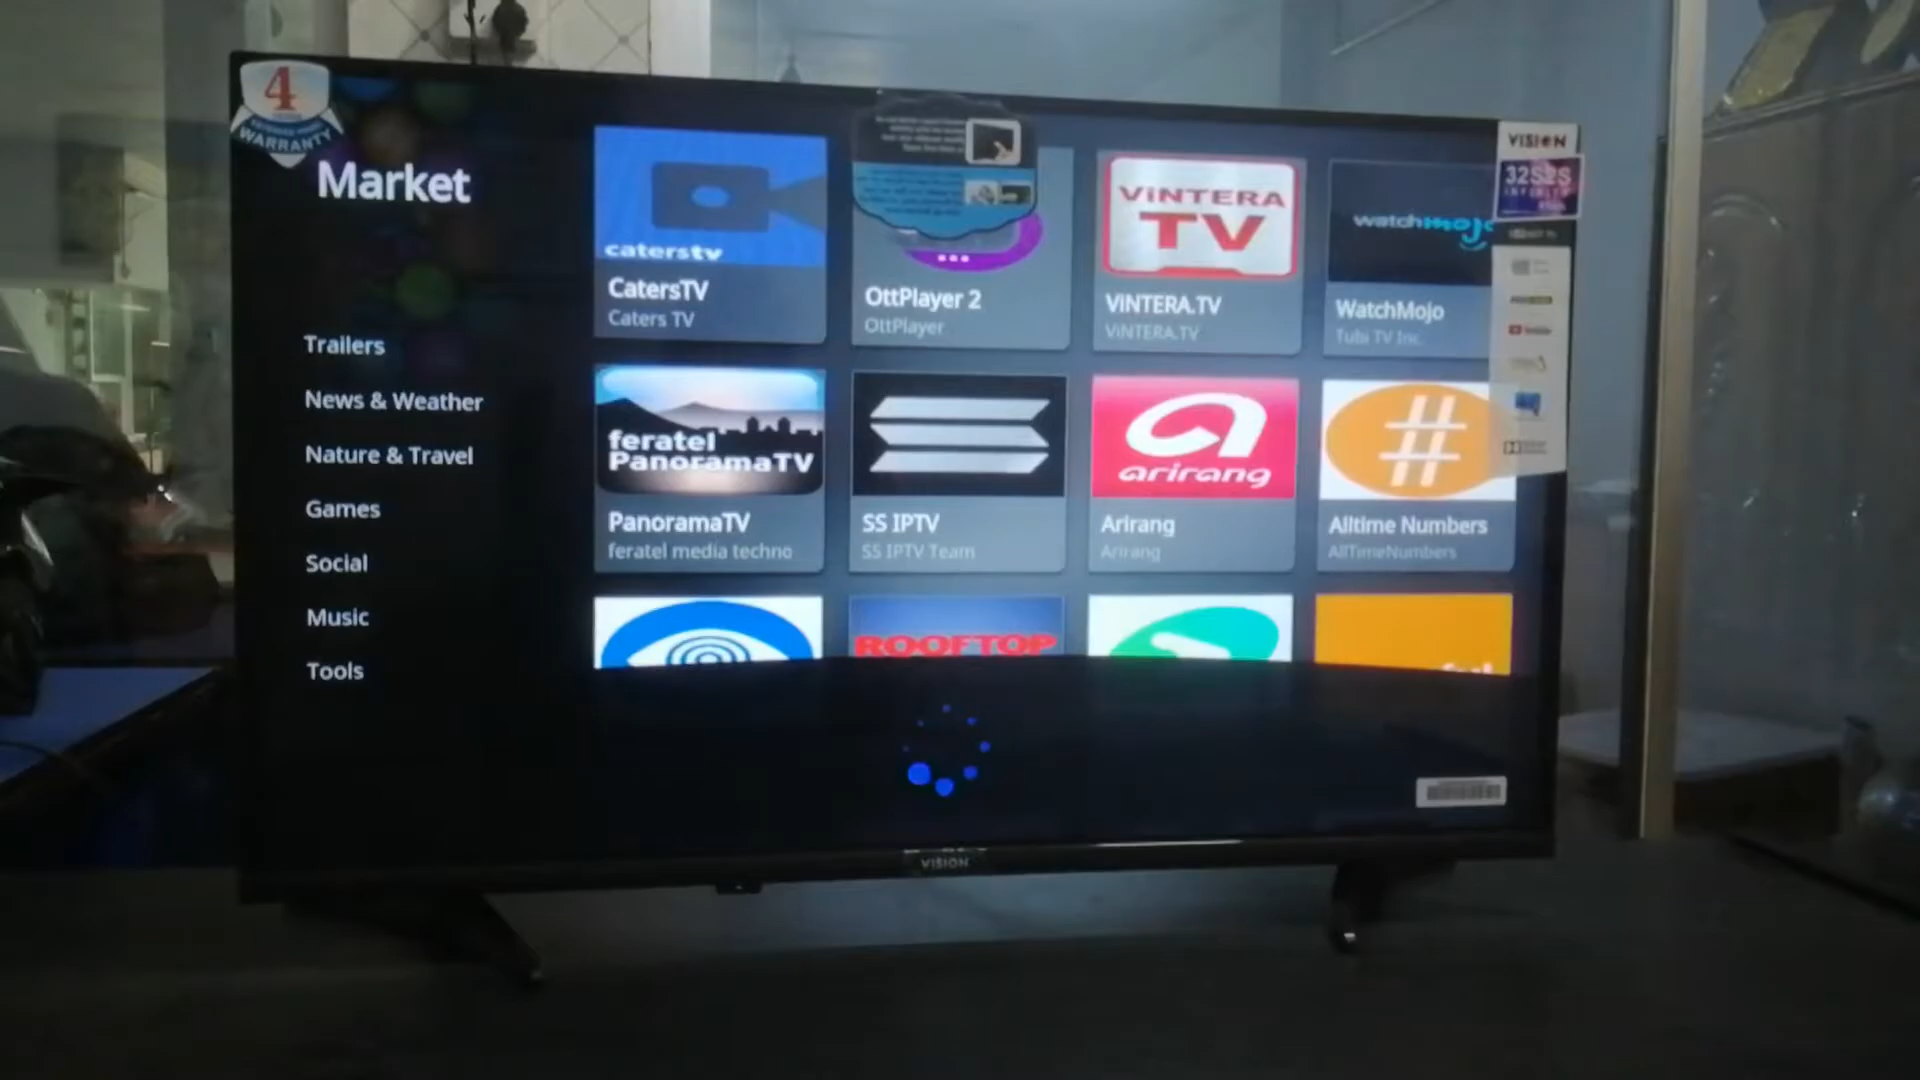 4
WARRANTY
Market
Trailers
News & Weather
Nature & Travel
Games
Social
Music
Tools
caterstv
CatersTV
Caters TV
OttPlayer 2
OttPlayer
ViNTERA
TV
ViNTERA.TV
ViNTERA.TV
watchmojo
WatchMojo
Tubi TV Inc.
feratel
PanoramaTV
PanoramaTV
feratel media techno
SS IPTV
SS IPTV Team
arirang
Arirang
Arirang
#
Alltime Numbers
AllTimeNumbers
ROOFTOP
VISION
32S2S
INFINITY
VISION